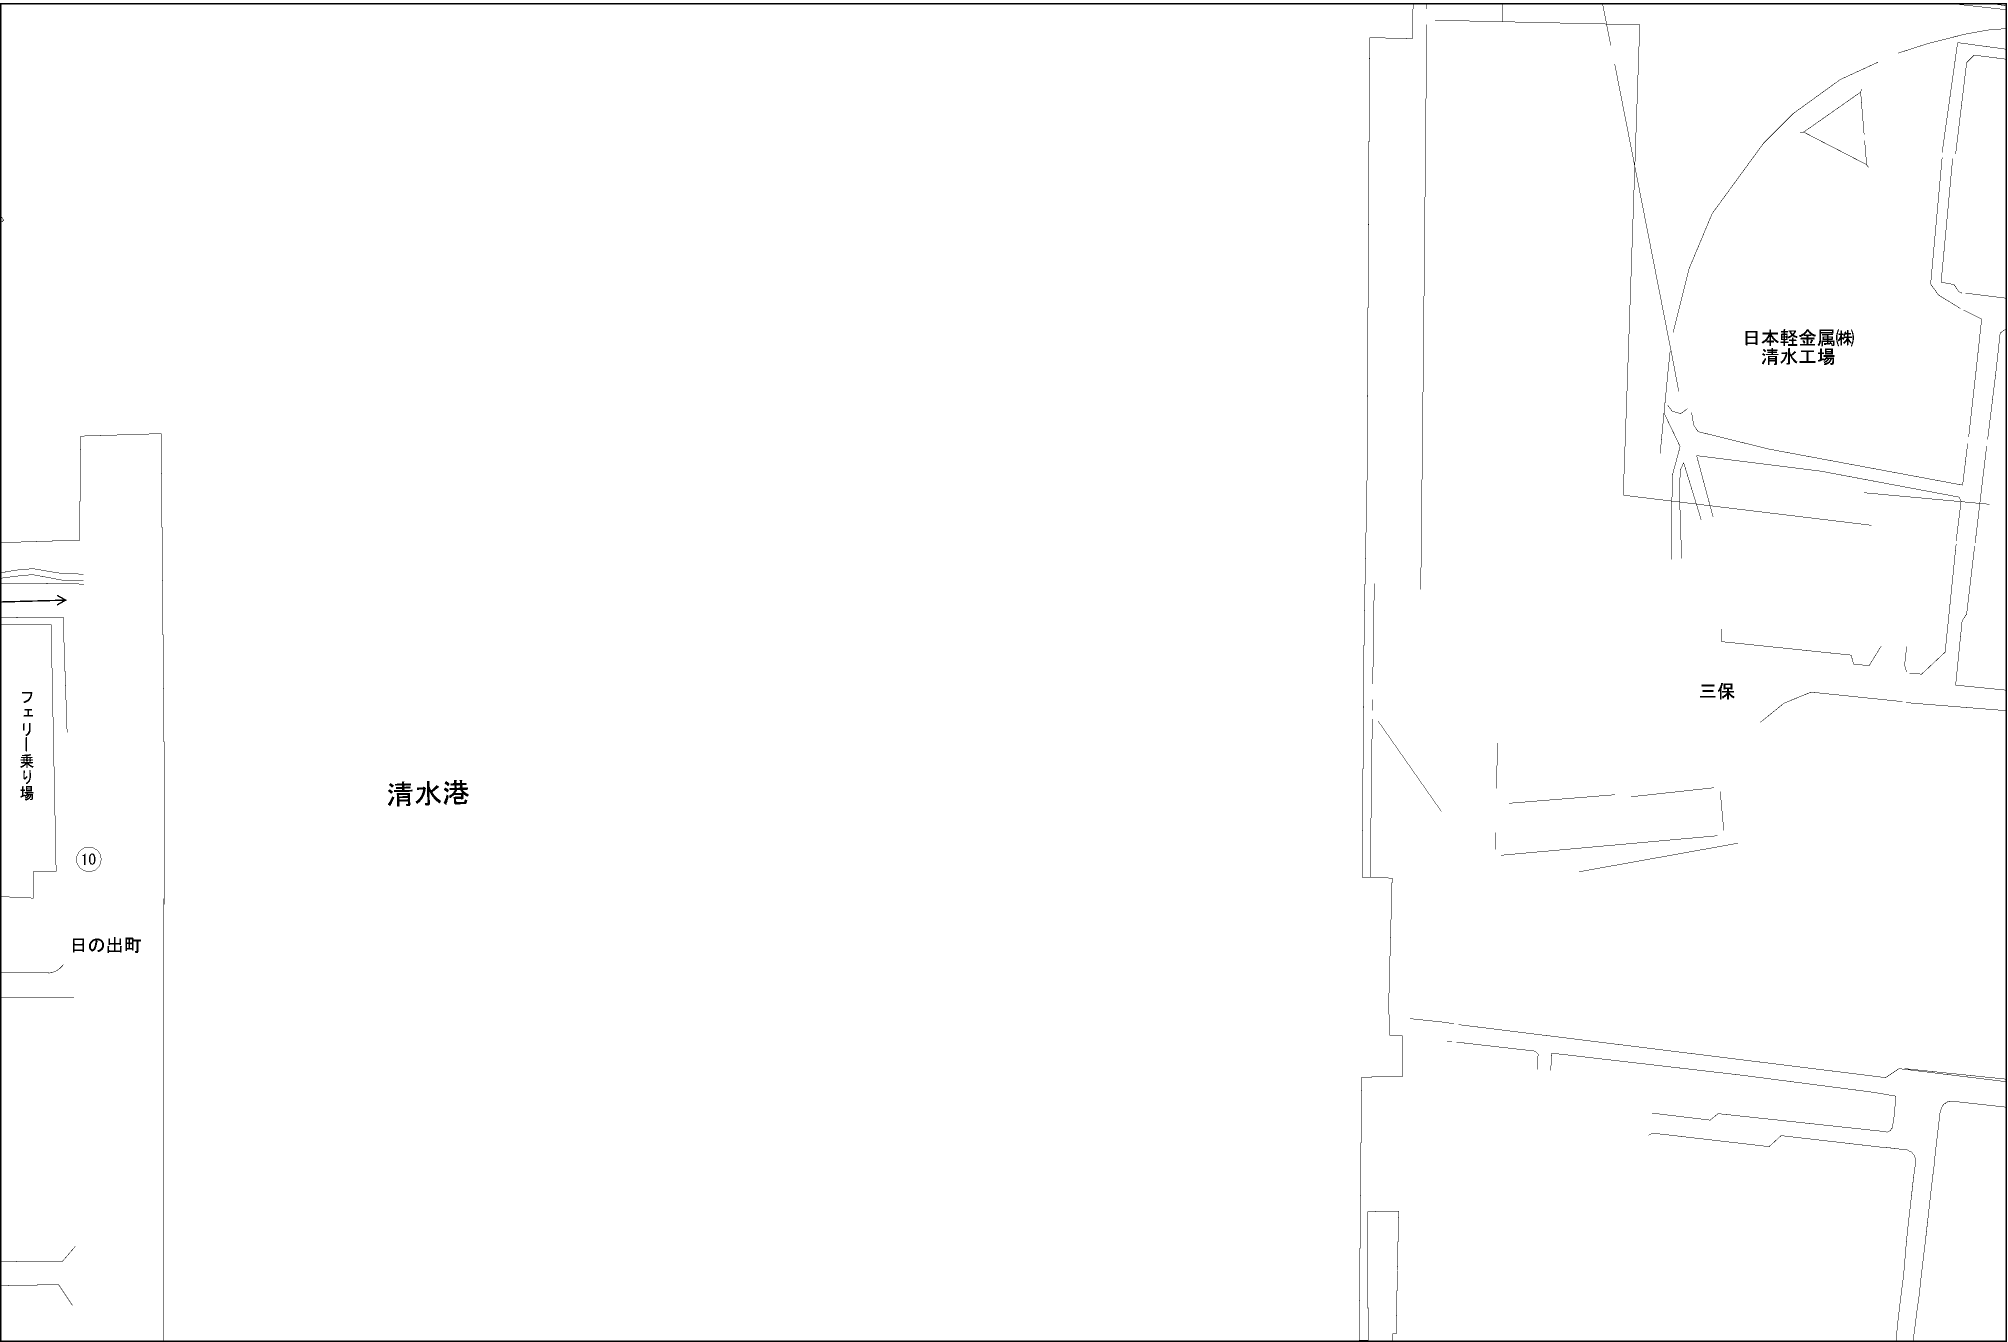 日本軽金属㈱
清水工場
三保
フェリー乗り場
清水港
10
日の出町